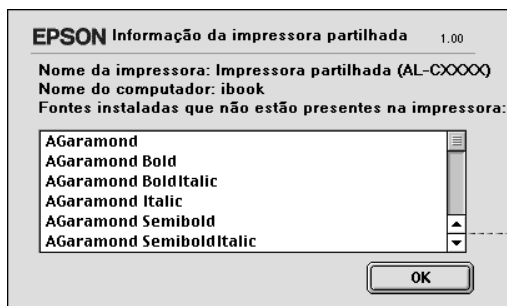 EPSON Informação da impressora partilhada 1.00
Nome da impressora: Impressora partilhada (AL-CXXXX)
Nome do computador: ibook
Fontes instaladas que não estão presentes na impressora:
AGaramond
AGaramond Bold
AGaramond BoldItalic
AGaramond Italic
AGaramond Semibold
AGaramond SemiboldItalic
OK